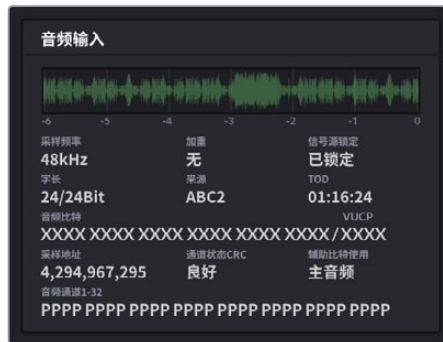 音频输入
-6 -5 -4 -3 -2 -1 0
采样频率 加重 信号源锁定
48kHz 无 已锁定
字长 来源 TOD
24/24Bit ABC2 01:16:24
音频比特 VUCP
XXXX XXXX XXXX XXXX XXXX XXXX/XXXX
采样地址 通道状态CRC 辅助比特使用
4,294,967,295 良好 主音频
音频通道1-32
PPPP PPPP PPPP PPPP PPPP PPPP PPPP PPPP